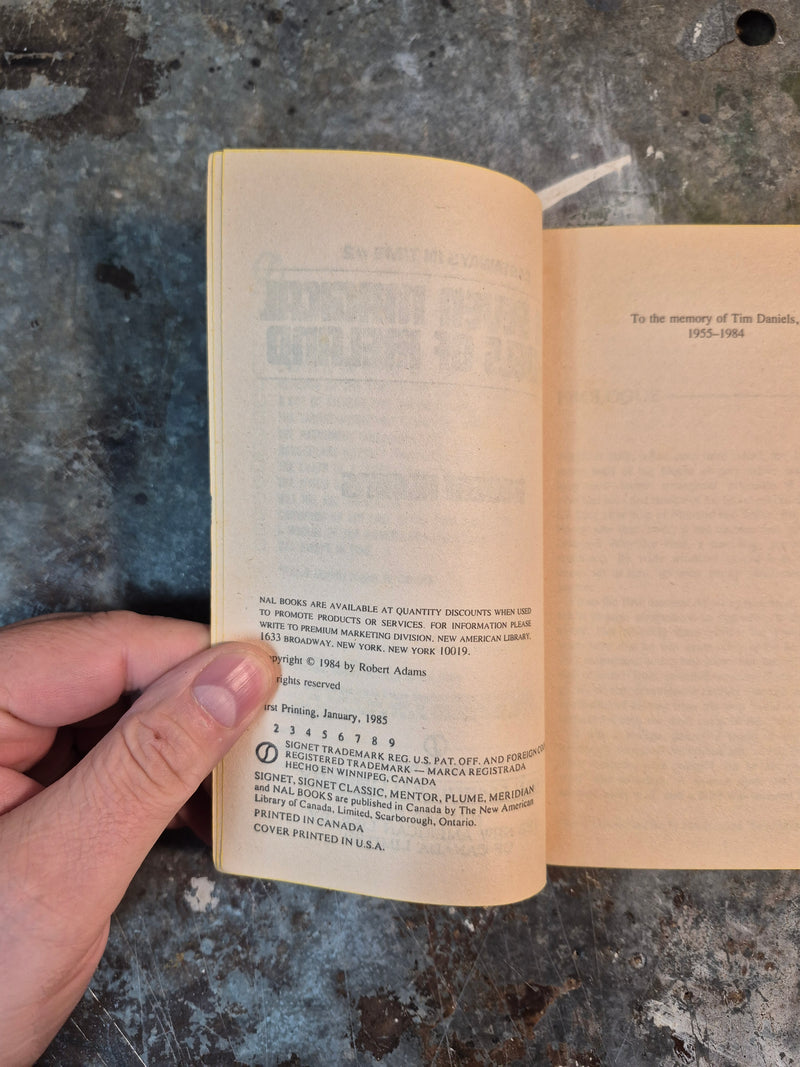 NAL BOOKS ARE AVAILABLE AT QUANTITY DISCOUNTS WHEN USED
TO PROMOTE PRODUCTS OR SERVICES. FOR INFORMATION PLEASE
WRITE TO PREMIUM MARKETING DIVISION, NEW AMERICAN LIBRARY,
1633 BROADWAY, NEW YORK, NEW YORK 10019.
opyright © 1984 by Robert Adams
rights reserved
irst Printing, January, 1985
2 3 4 5 6 7 8 9
SIGNET TRADEMARK REG. U.S. PAT. OFF. AND FOREIGN
REGISTERED TRADEMARK — MARCA REGISTRADA
HECHO EN WINNIPEG, CANADA
SIGNET, SIGNET CLASSIC, MENTOR, PLUME, MERIDIAN
and NAL BOOKS are published in Canada by The New American
Library of Canada, Limited, Scarborough, Ontario.
PRINTED IN CANADA
COVER PRINTED IN U.S.A.
To the memory of Tim Daniels,
1955–1984